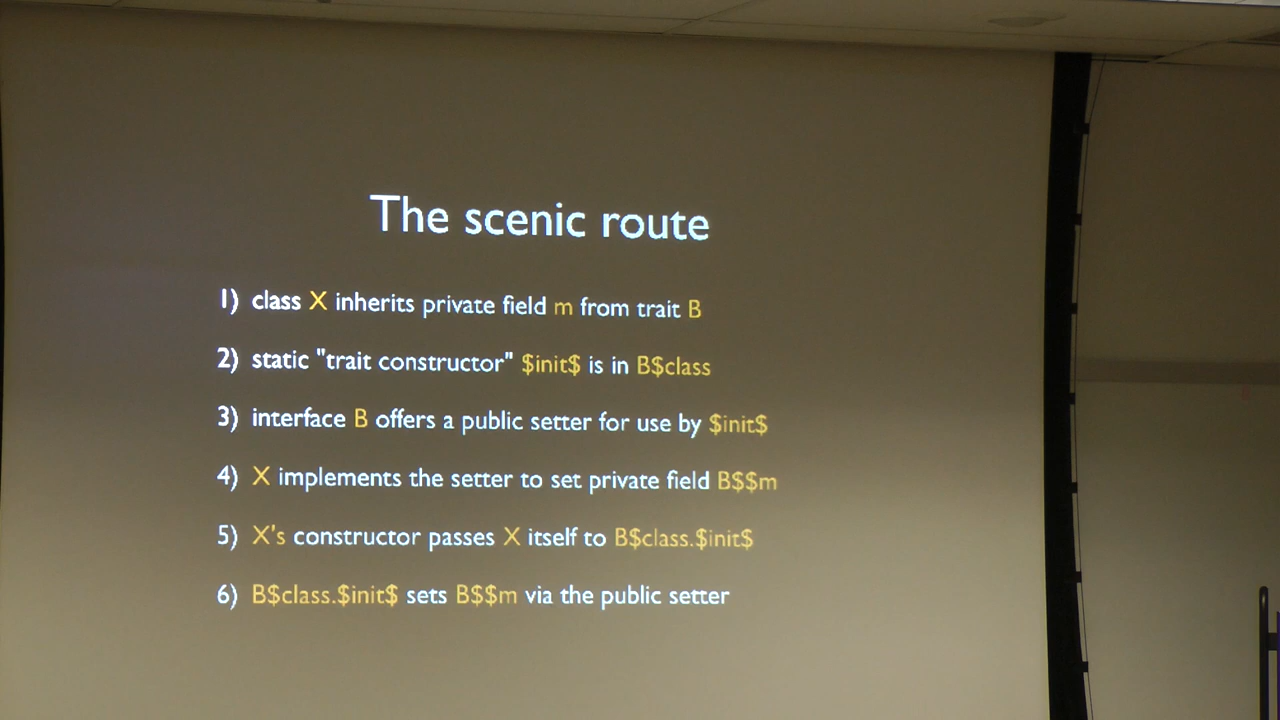 The scenic route
1) class X inherits private field m from trait B
2) static "trait constructor" $init$ is in B$class
3) interface B offers a public setter for use by $init$
4) X implements the setter to set private field B$$m
5) X's constructor passes X itself to B$class.$init$
6) B$class.$init$ sets B$$m via the public setter